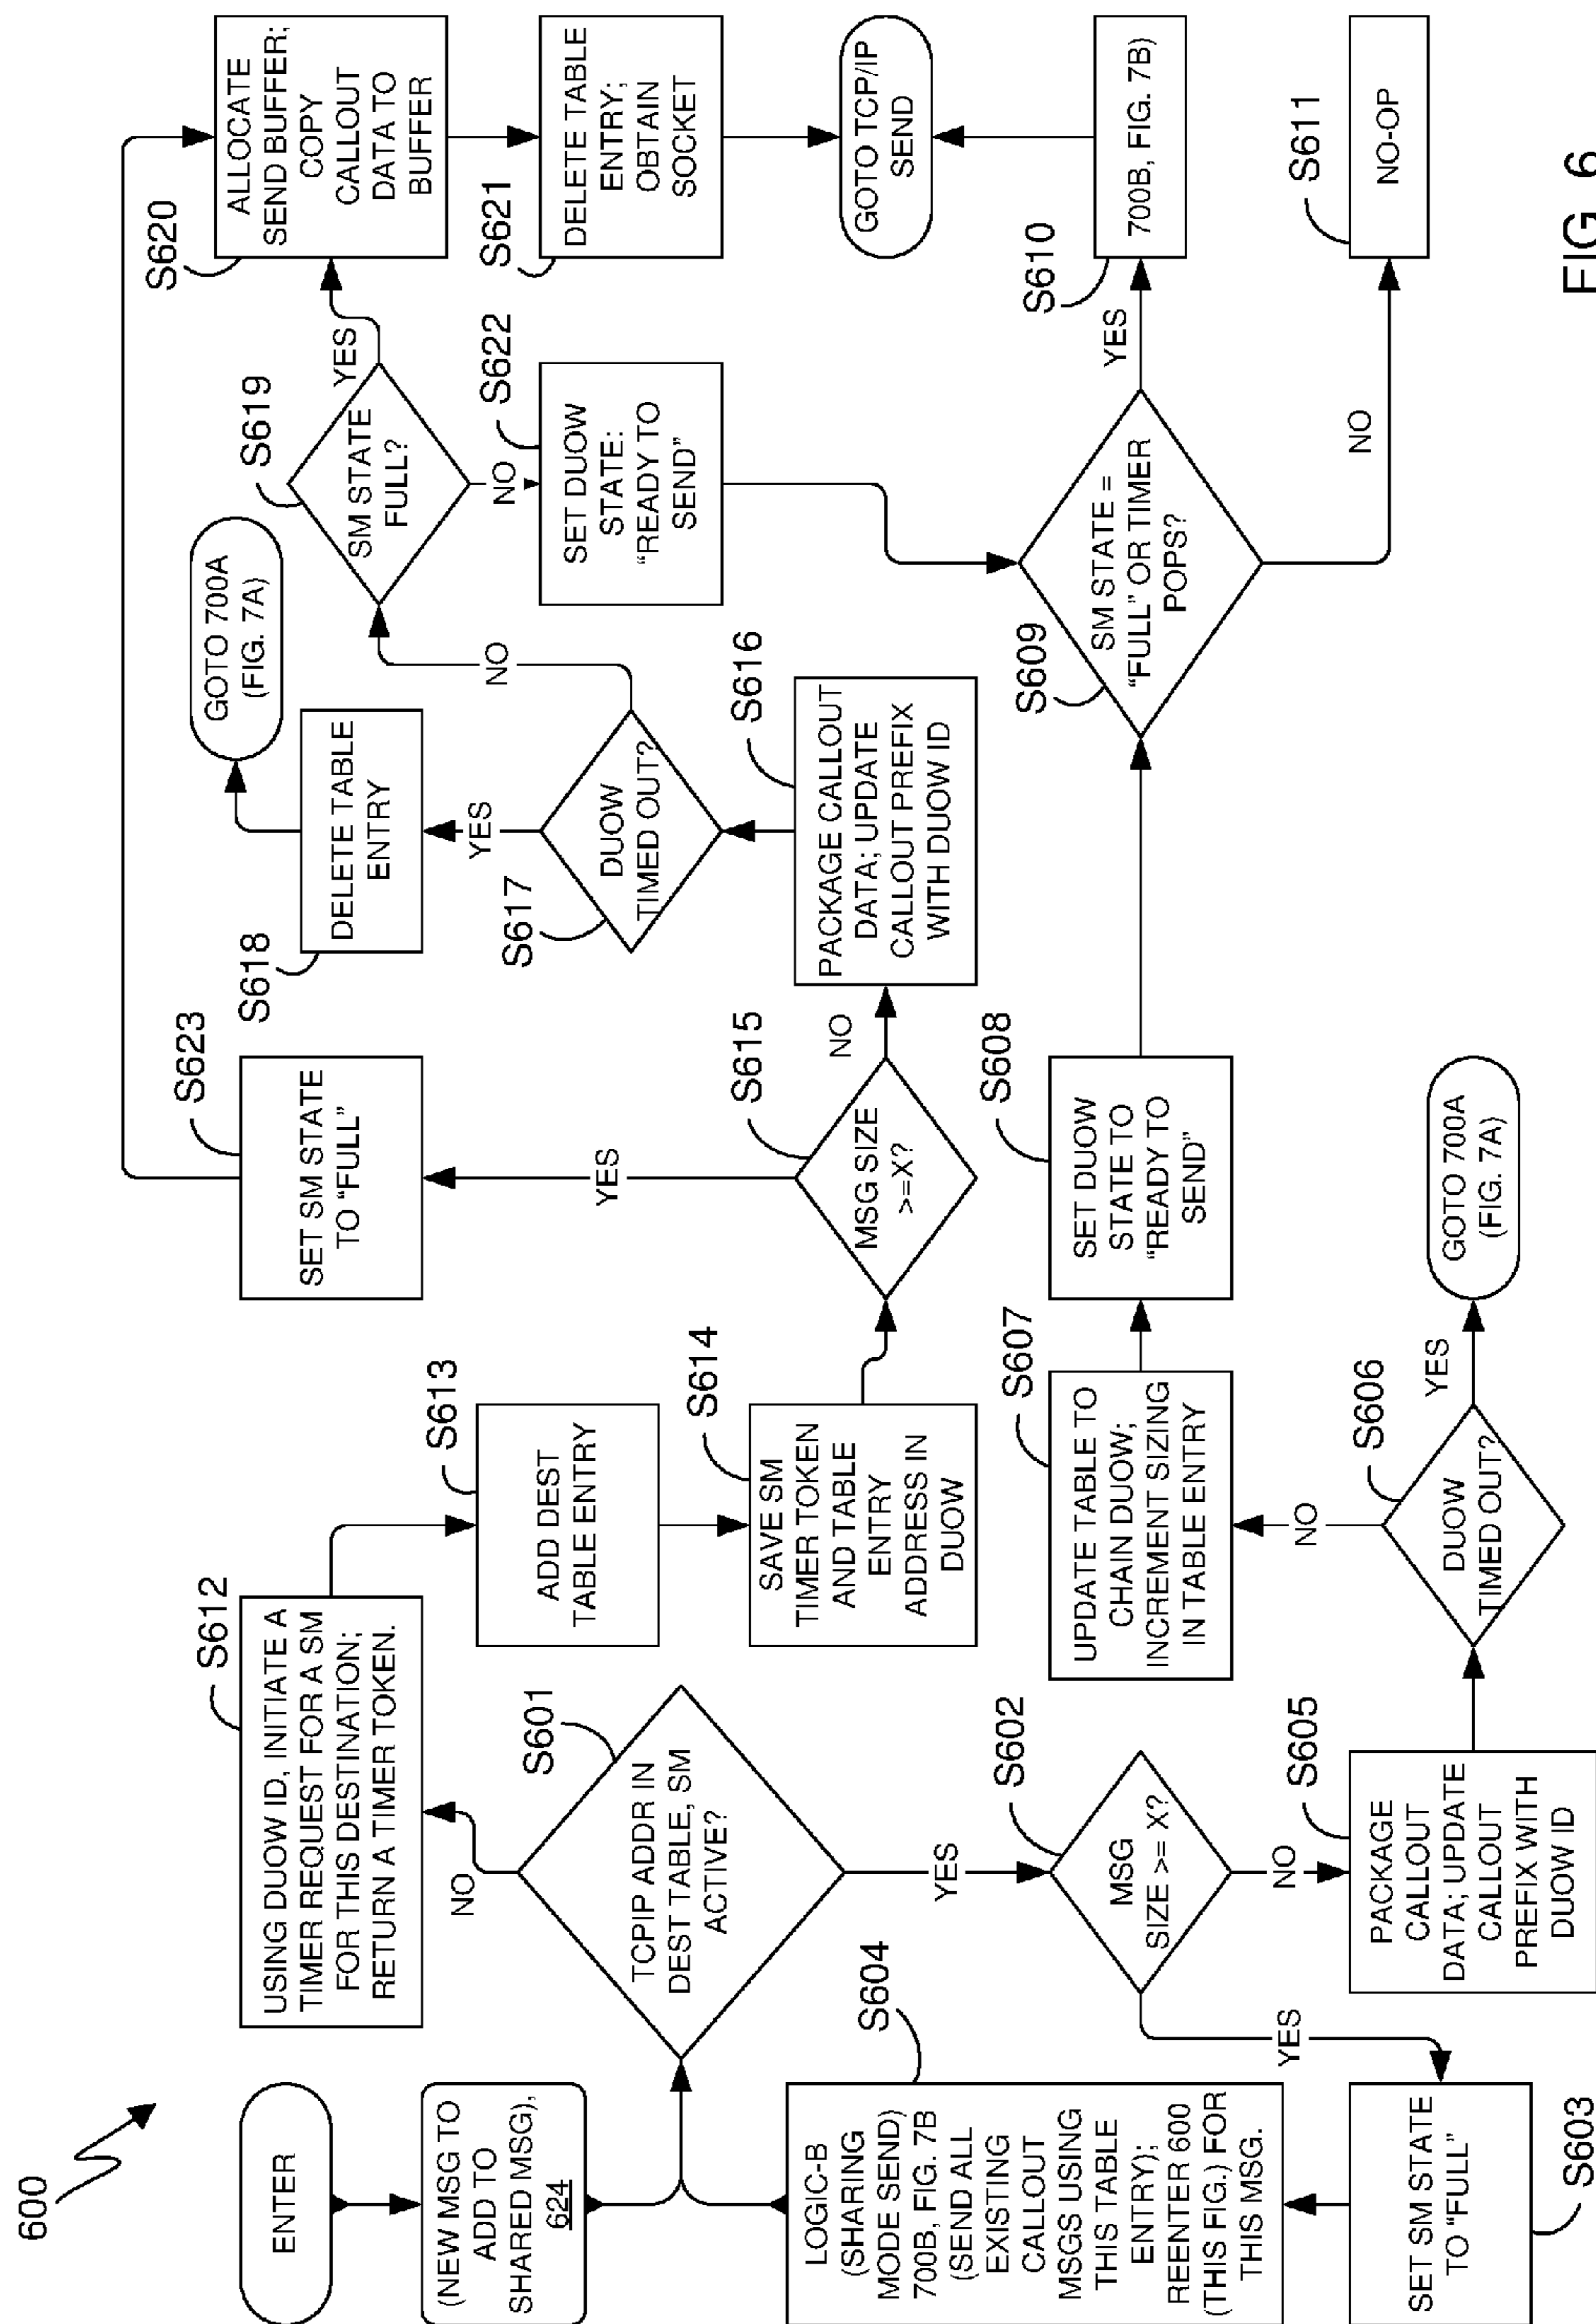 600
ENTER
(NEW MSG TO
ADD TO
SHARED MSG),
624
S601
TCPIP ADDR IN
DEST TABLE, SM
ACTIVE?
NO
YES
S612
USING DUOW ID, INITIATE A
TIMER REQUEST FOR A SM
FOR THIS DESTINATION;
RETURN A TIMER TOKEN.
S613
ADD DEST
TABLE ENTRY
S614
SAVE SM
TIMER TOKEN
AND TABLE
ENTRY
ADDRESS IN
DUOW
S615
MSG SIZE
>=X?
YES
NO
S623
SET SM STATE
TO “FULL”
S616
PACKAGE CALLOUT
DATA; UPDATE
CALLOUT PREFIX
WITH DUOW ID
S617
DUOW
TIMED OUT?
YES
NO
S618
DELETE TABLE
ENTRY
GOTO 700A
(FIG. 7A)
S619
SM STATE
FULL?
YES
NO
S620
ALLOCATE
SEND BUFFER;
COPY
CALLOUT
DATA TO
BUFFER
S621
DELETE TABLE
ENTRY;
OBTAIN
SOCKET
GOTO TCP/IP
SEND
S622
SET DUOW
STATE:
“READY TO
SEND”
S602
MSG
SIZE >= X?
YES
NO
S603
SET SM STATE
TO “FULL”
S604
LOGIC-B
(SHARING
MODE SEND)
700B, FIG. 7B
(SEND ALL
EXISTING
CALLOUT
MSGS USING
THIS TABLE
ENTRY);
REENTER 600
(THIS FIG.) FOR
THIS MSG.
S605
PACKAGE
CALLOUT
DATA; UPDATE
CALLOUT
PREFIX WITH
DUOW ID
S606
DUOW
TIMED OUT?
YES
NO
GOTO 700A
(FIG. 7A)
S607
UPDATE TABLE TO
CHAIN DUOW;
INCREMENT SIZING
IN TABLE ENTRY
S608
SET DUOW
STATE TO
“READY TO
SEND”
S609
SM STATE =
“FULL” OR TIMER
POPS?
YES
NO
S610
700B, FIG. 7B)
S611
NO-OP
FIG. 6